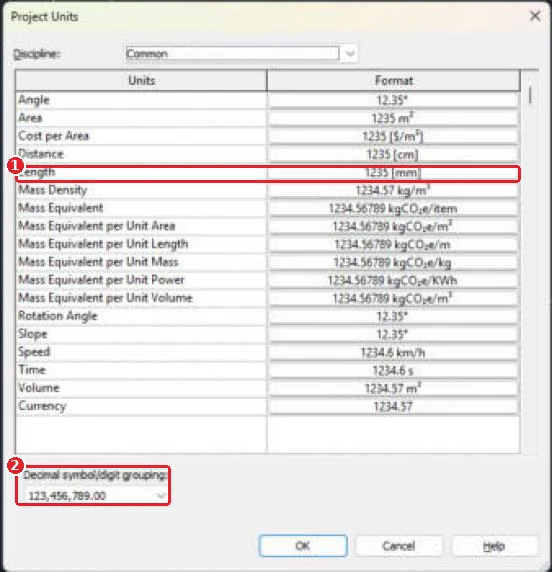 Project Units
Discipline: Common
Units Format
Angle 12.35°
Area 1235 m²
Cost per Area 1235 [$/m²]
Distance 1235 [cm]
1
Length 1235 [mm]
Mass Density 1234.57 kg/m³
Mass Equivalent 1234.56789 kgCO₂e/item
Mass Equivalent per Unit Area 1234.56789 kgCO₂e/m²
Mass Equivalent per Unit Length 1234.56789 kgCO₂e/m
Mass Equivalent per Unit Mass 1234.56789 kgCO₂e/kg
Mass Equivalent per Unit Power 1234.56789 kgCO₂e/KWh
Mass Equivalent per Unit Volume 1234.56789 kgCO₂e/m³
Rotation Angle 12.35°
Slope 12.35°
Speed 1234.6 km/h
Time 1234.6 s
Volume 1234.57 m³
Currency 1234.57
2
Decimal symbol/digit grouping:
123,456,789.00
OK Cancel Help